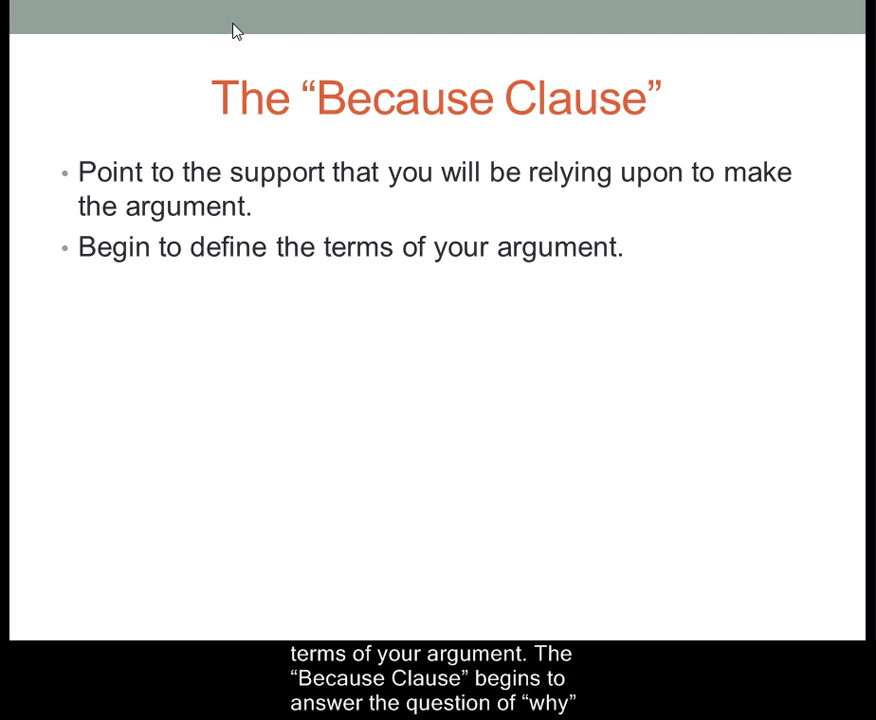 The “Because Clause”
• Point to the support that you will be relying upon to make
the argument.
• Begin to define the terms of your argument.
terms of your argument. The
“Because Clause” begins to
answer the question of “why”